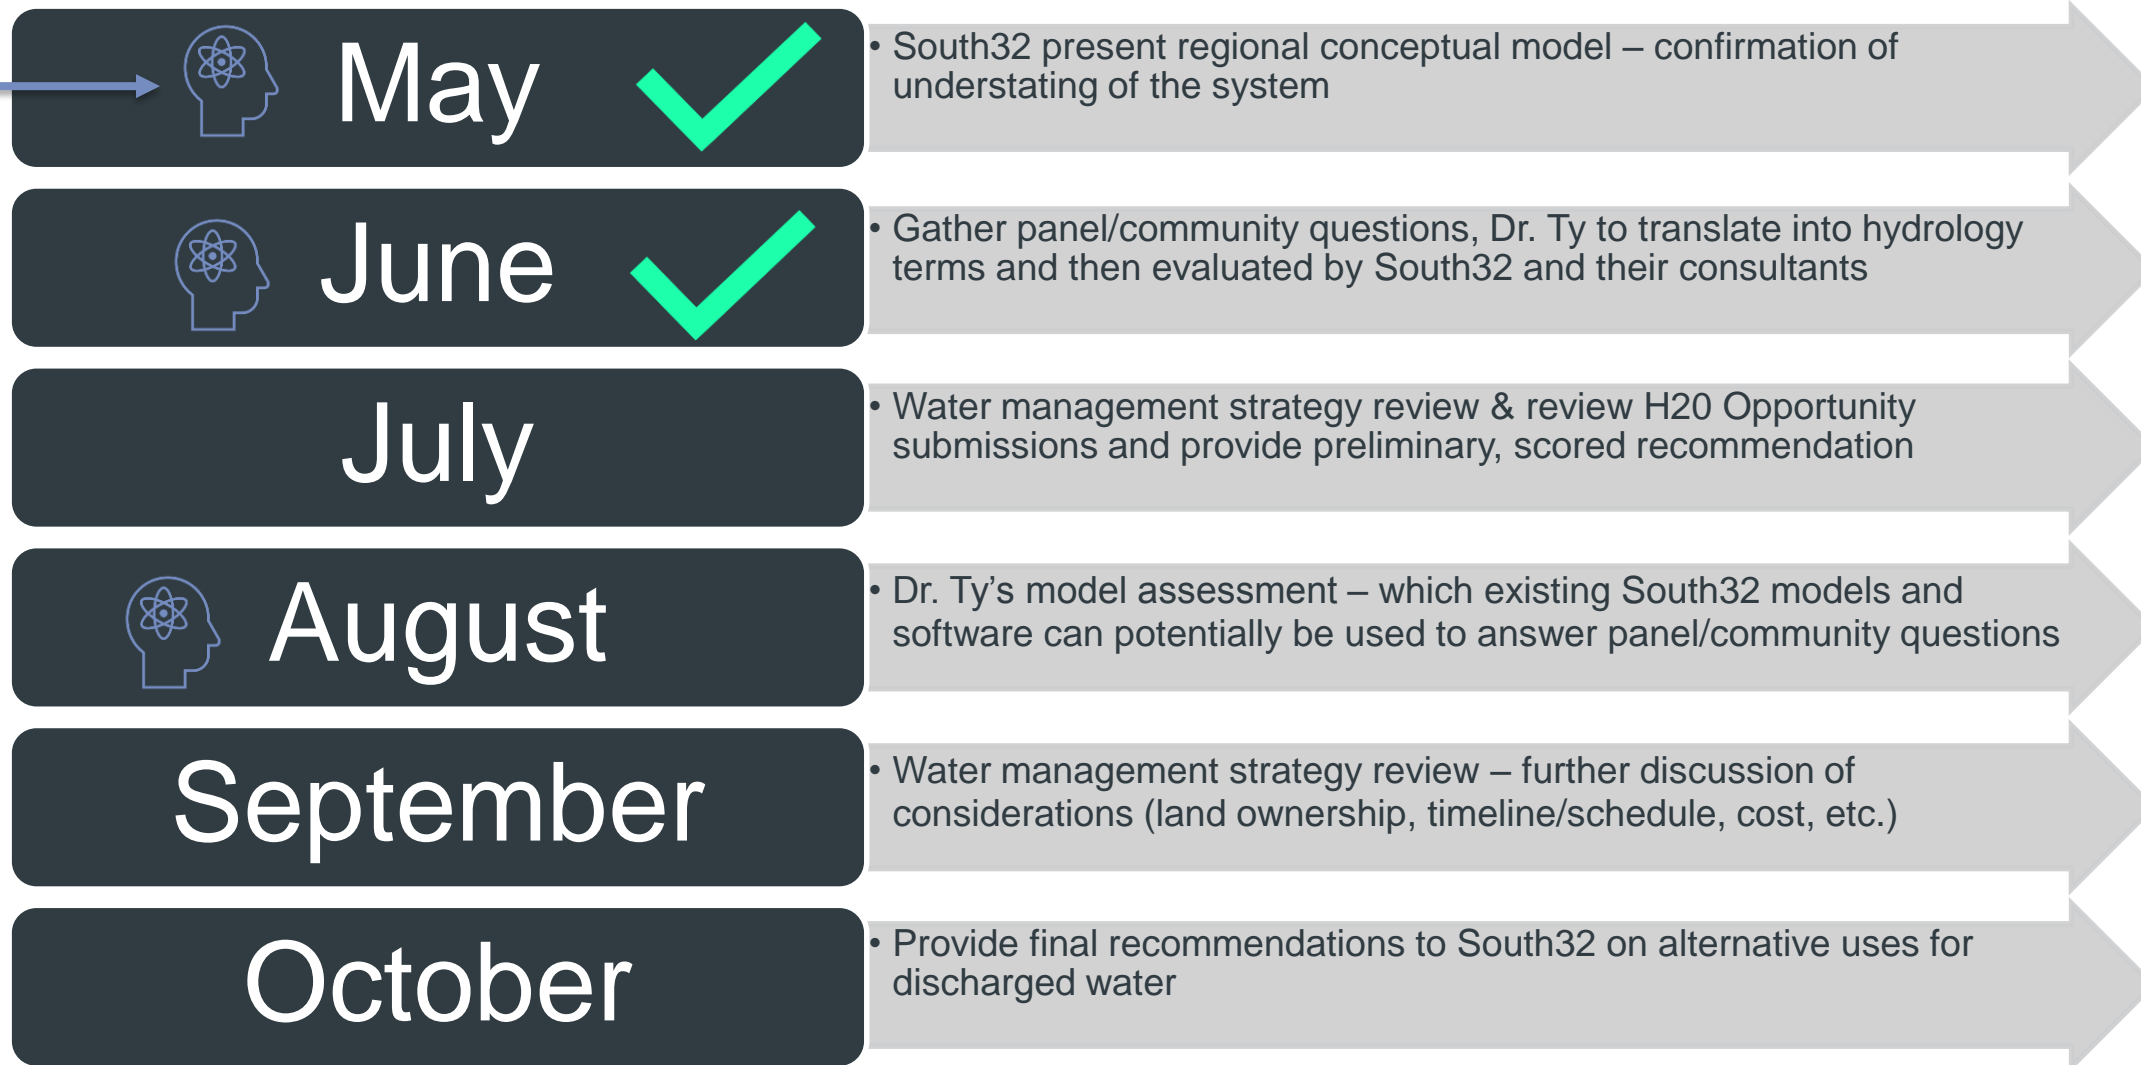 May
• South32 present regional conceptual model – confirmation of
understating of the system
June
• Gather panel/community questions, Dr. Ty to translate into hydrology
terms and then evaluated by South32 and their consultants
July
• Water management strategy review & review H20 Opportunity
submissions and provide preliminary, scored recommendation
August
• Dr. Ty’s model assessment – which existing South32 models and
software can potentially be used to answer panel/community questions
September
• Water management strategy review – further discussion of
considerations (land ownership, timeline/schedule, cost, etc.)
October
• Provide final recommendations to South32 on alternative uses for
discharged water